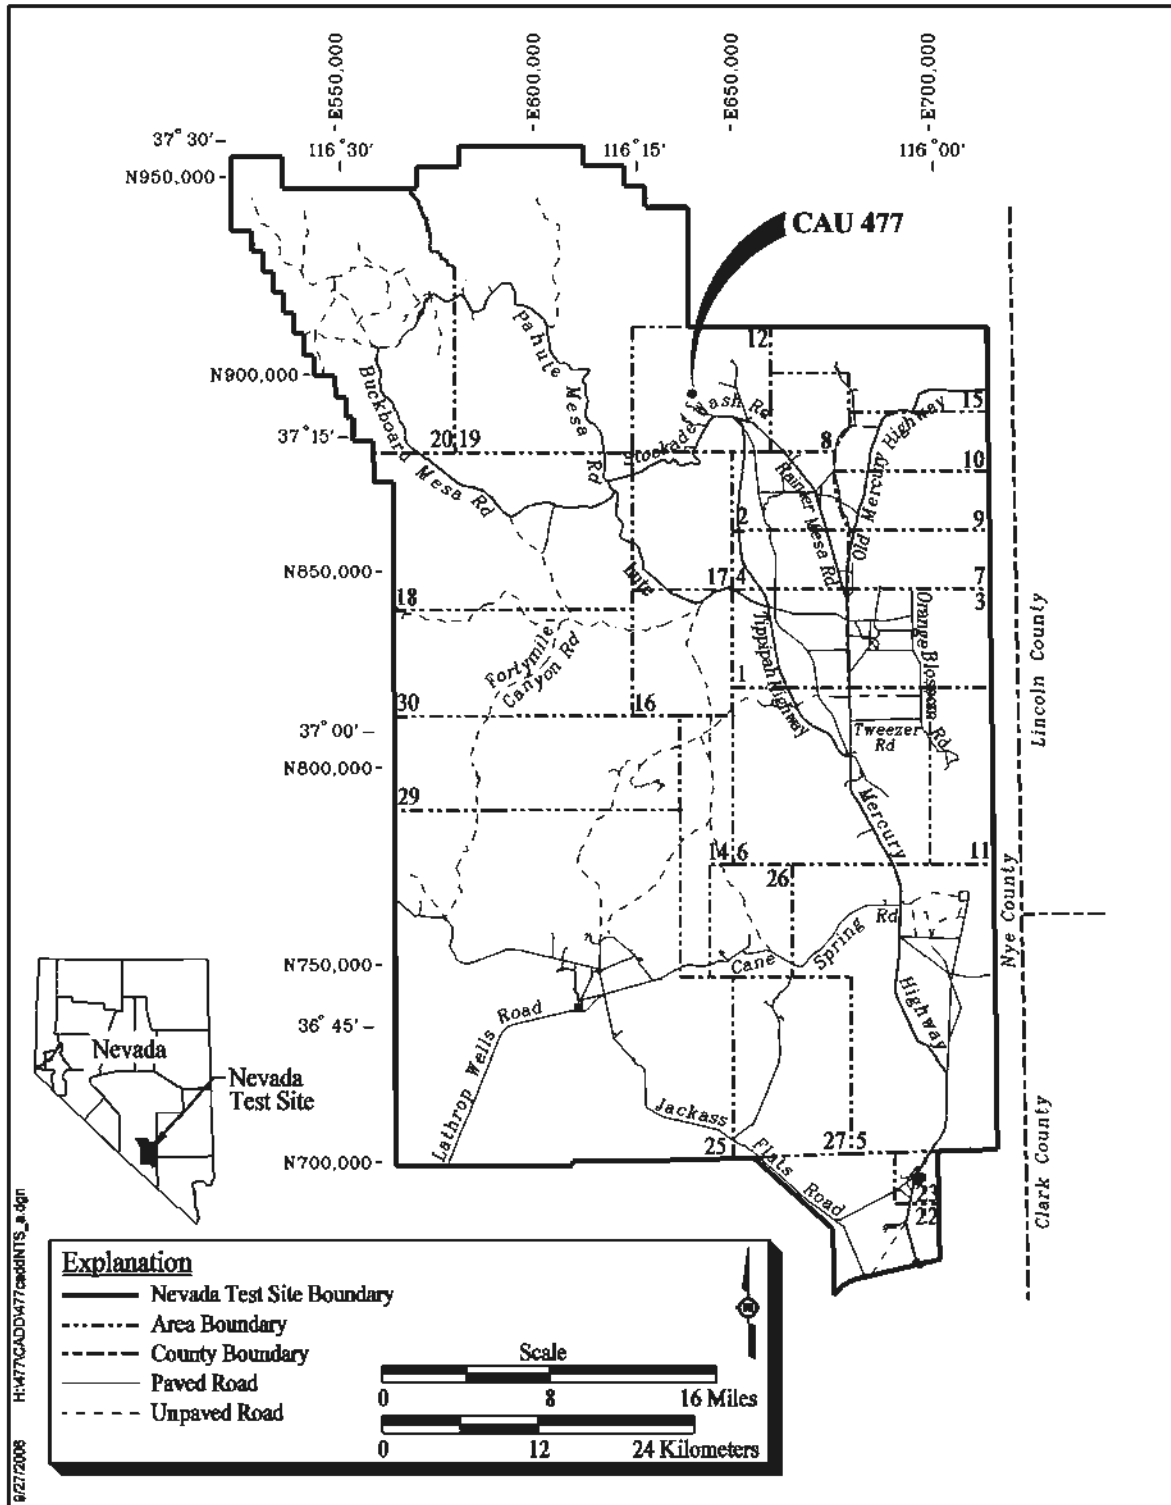 E550,000
E600,000
E650,000
E700,000
37° 30'
116° 30'
116° 15'
116° 00'
N950,000
CAU 477
12
N900,000
Pahute Mesa Rd
Buckboard Mesa Rd
Stockade Wash Rd
15
37° 15'
20 19
8
Old Mercury Highway
10
Rainier Mesa Rd
2
9
N850,000
17 4
7
18
3
Orange Blossom Rd
Fortymile
Canyon Rd
Tippipah Highway
1
Lincoln County
30
16
37° 00'
Tweezer
Rd
N800,000
29
Mercury
14 6
11
26
Nye County
Cane Spring Rd
N750,000
Highway
36° 45'
Lathrop Wells Road
Nevada
Nevada
Test Site
Jackass Flats Road
25
27 5
N700,000
23
22
Clark County
Explanation
Nevada Test Site Boundary
Area Boundary
County Boundary
Paved Road
Unpaved Road
Scale
0 8 16 Miles
0 12 24 Kilometers